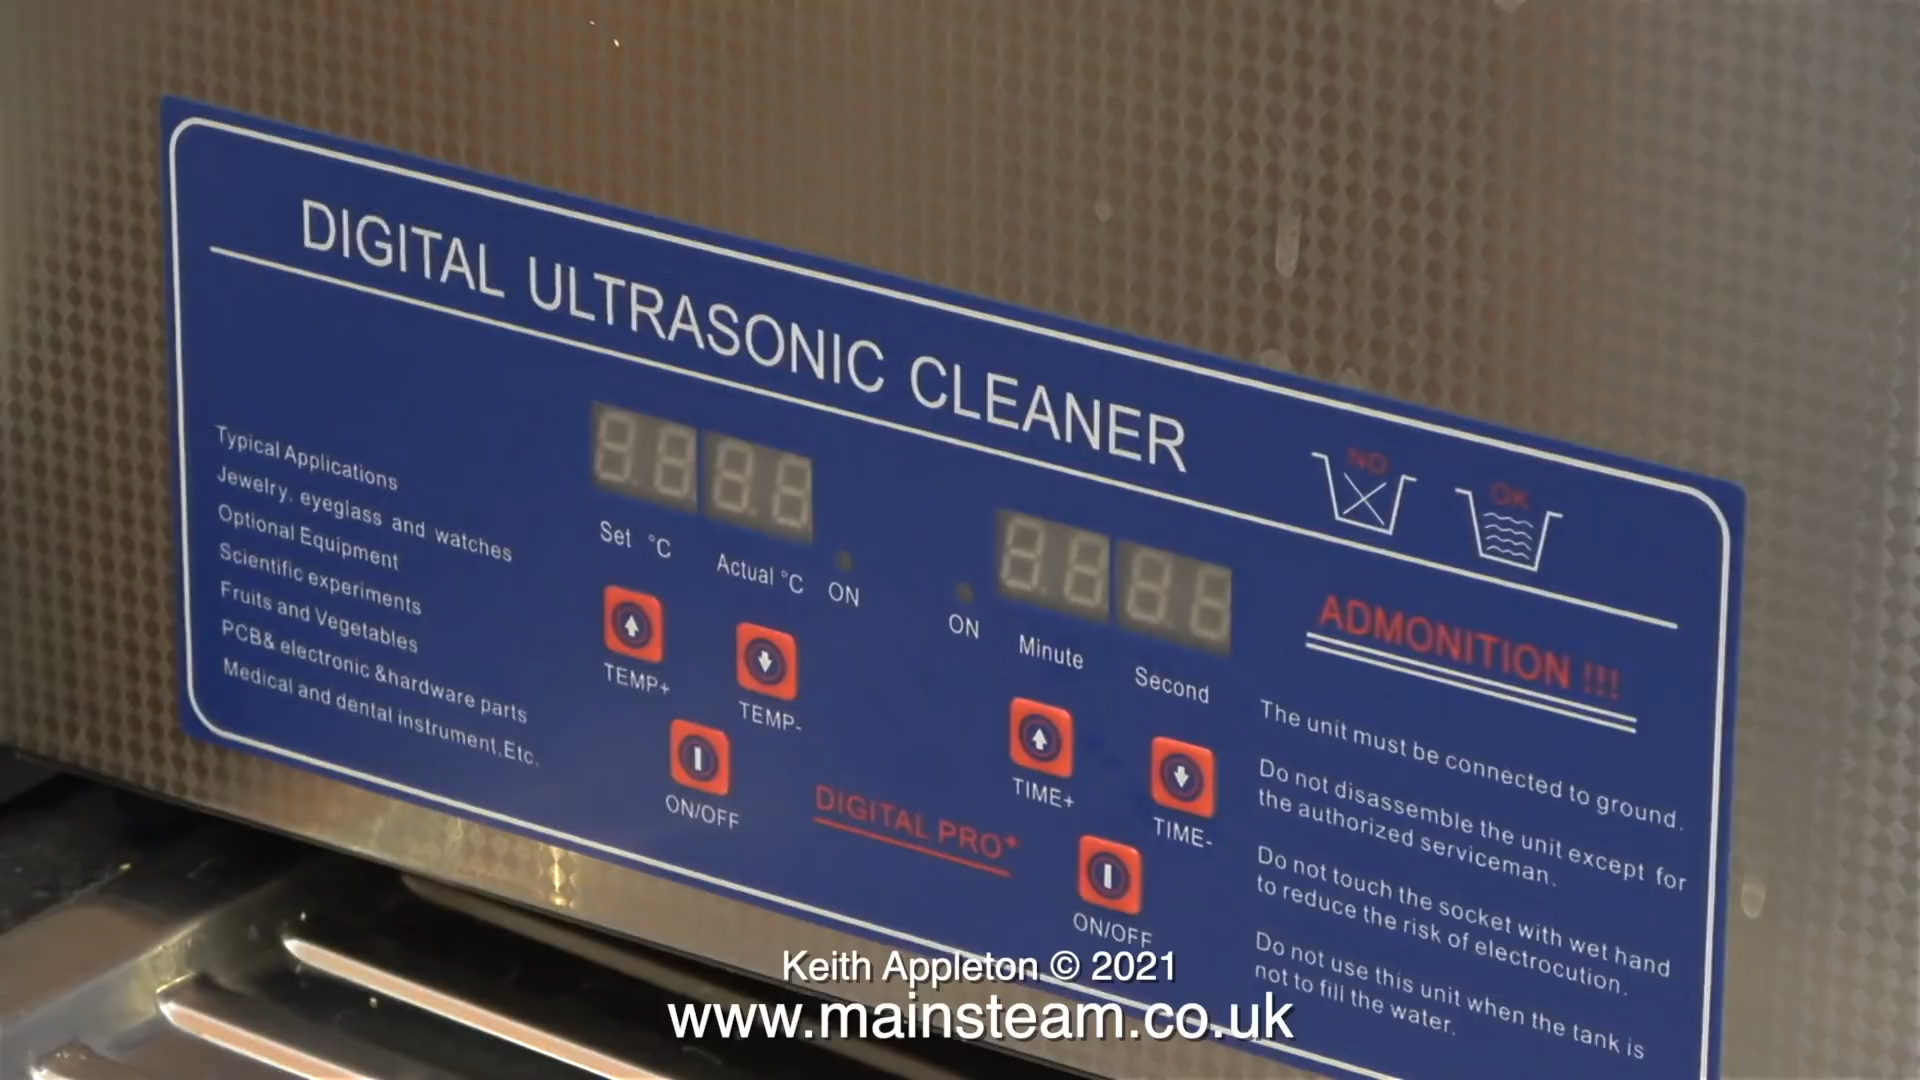 DIGITAL ULTRASONIC CLEANER
NO
OK
Typical Applications
Jewelry, eyeglass and watches
Optional Equipment
Scientific experiments
Fruits and Vegetables
PCB& electronic &hardware parts
Medical and dental instrument,Etc.
Set °C
Actual °C
ON
TEMP+
TEMP-
ON/OFF
DIGITAL PRO+
ON
Minute
Second
TIME+
TIME-
ON/OFF
ADMONITION !!!
The unit must be connected to ground.
Do not disassemble the unit except for
the authorized serviceman.
Do not touch the socket with wet hand
to reduce the risk of electrocution.
Do not use this unit when the tank is
not to fill the water.
Keith Appleton © 2021
www.mainsteam.co.uk